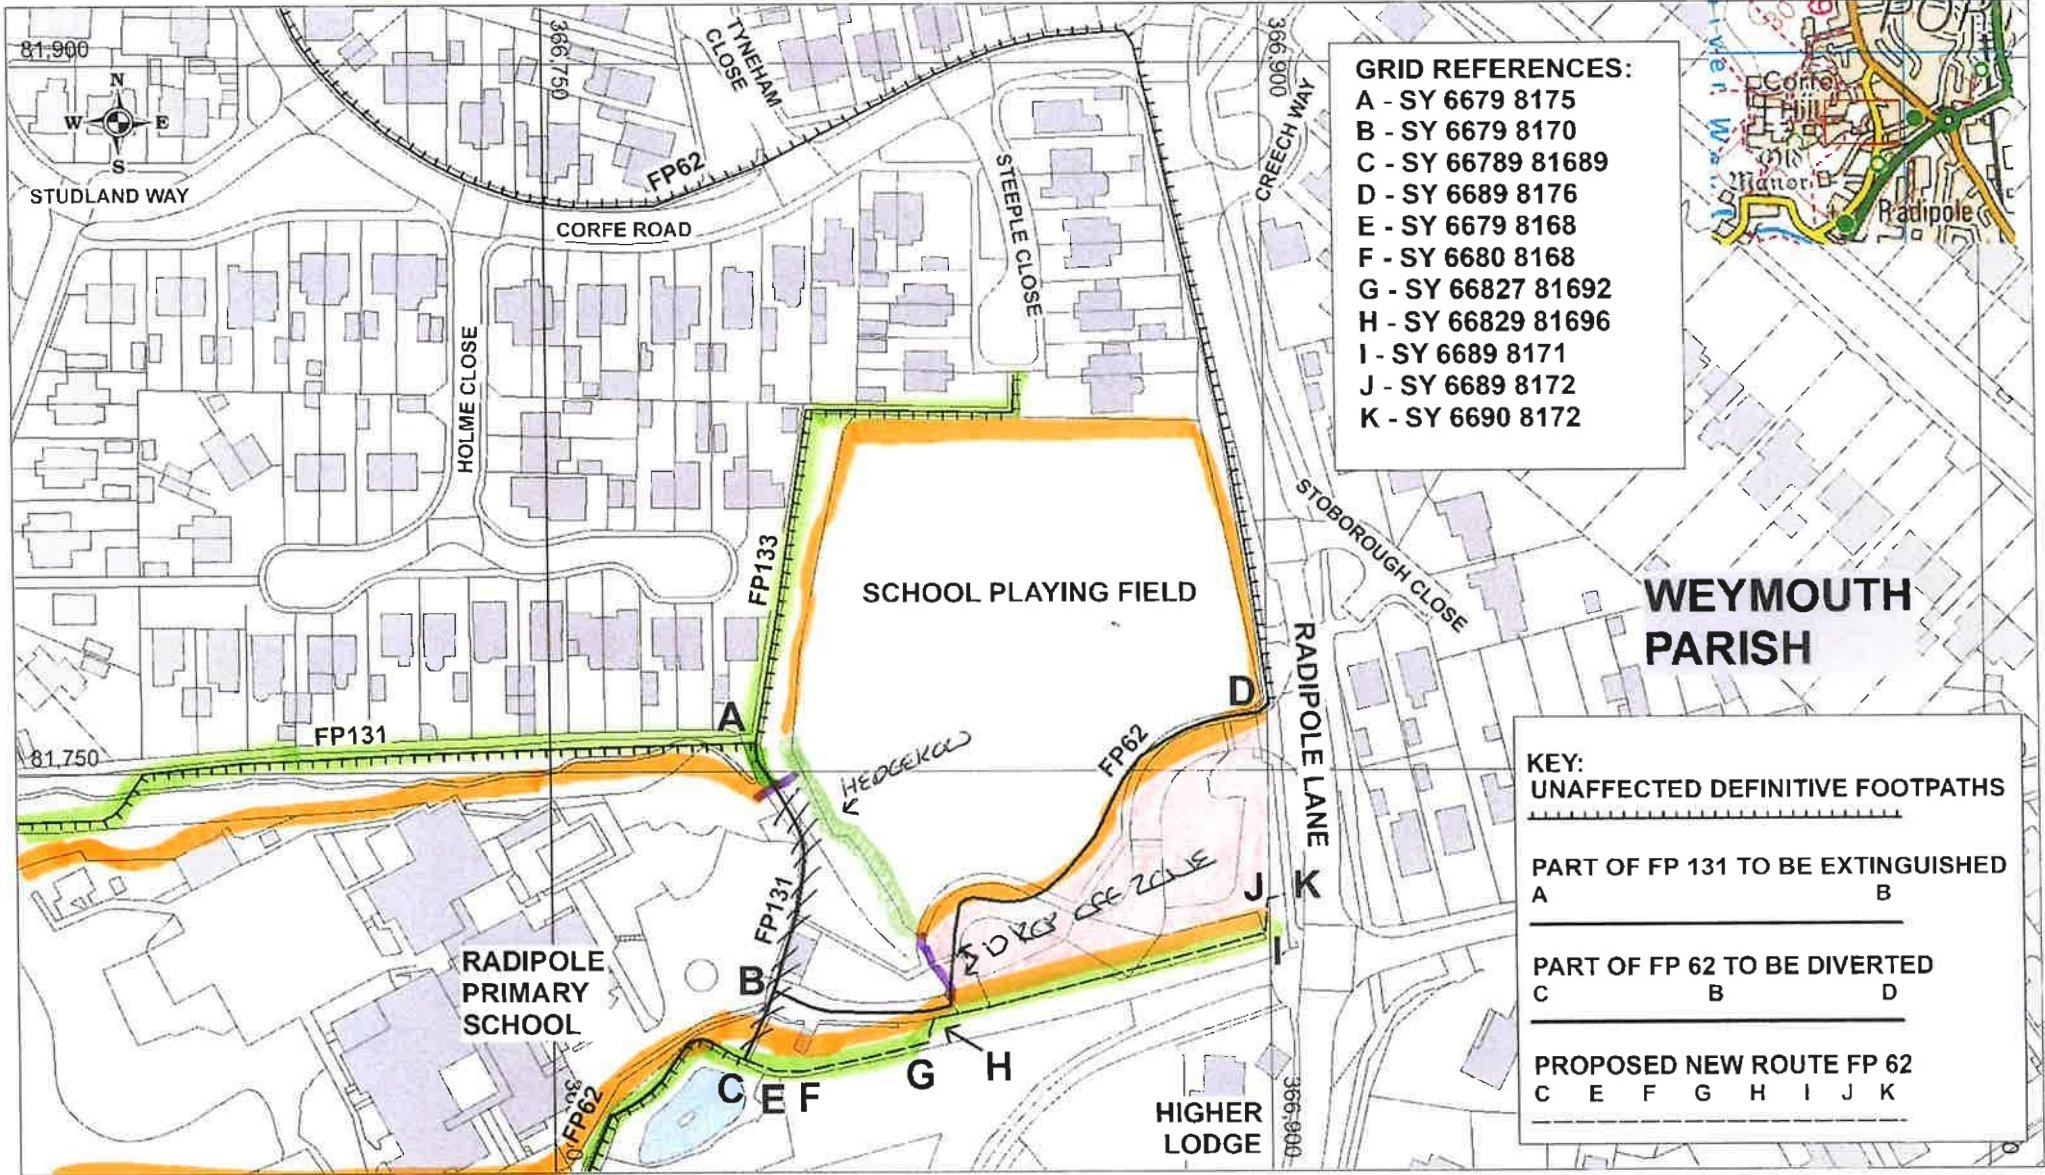 81,900
N
W E
S
STUDLAND WAY
366,750
TYNEHAM
CLOSE
FP62
CORFE ROAD
STEEPLE CLOSE
366,900
CREECH WAY
GRID REFERENCES:
A - SY 6679 8175
B - SY 6679 8170
C - SY 66789 81689
D - SY 6689 8176
E - SY 6679 8168
F - SY 6680 8168
G - SY 66827 81692
H - SY 66829 81696
I - SY 6689 8171
J - SY 6689 8172
K - SY 6690 8172
Corfe
Hill
Old
Manor
Radipole
HOLME CLOSE
FP133
SCHOOL PLAYING FIELD
STOBOROUGH CLOSE
RADIPOLE LANE
WEYMOUTH
PARISH
A
D
FP131
81,750
HEDGEROW
FP62
FP131
J K
I
B
RADIPOLE
PRIMARY
SCHOOL
FP62
C E F G H
HIGHER
LODGE
366,900
KEY:
UNAFFECTED DEFINITIVE FOOTPATHS
PART OF FP 131 TO BE EXTINGUISHED
A B
PART OF FP 62 TO BE DIVERTED
C B D
PROPOSED NEW ROUTE FP 62
C E F G H I J K